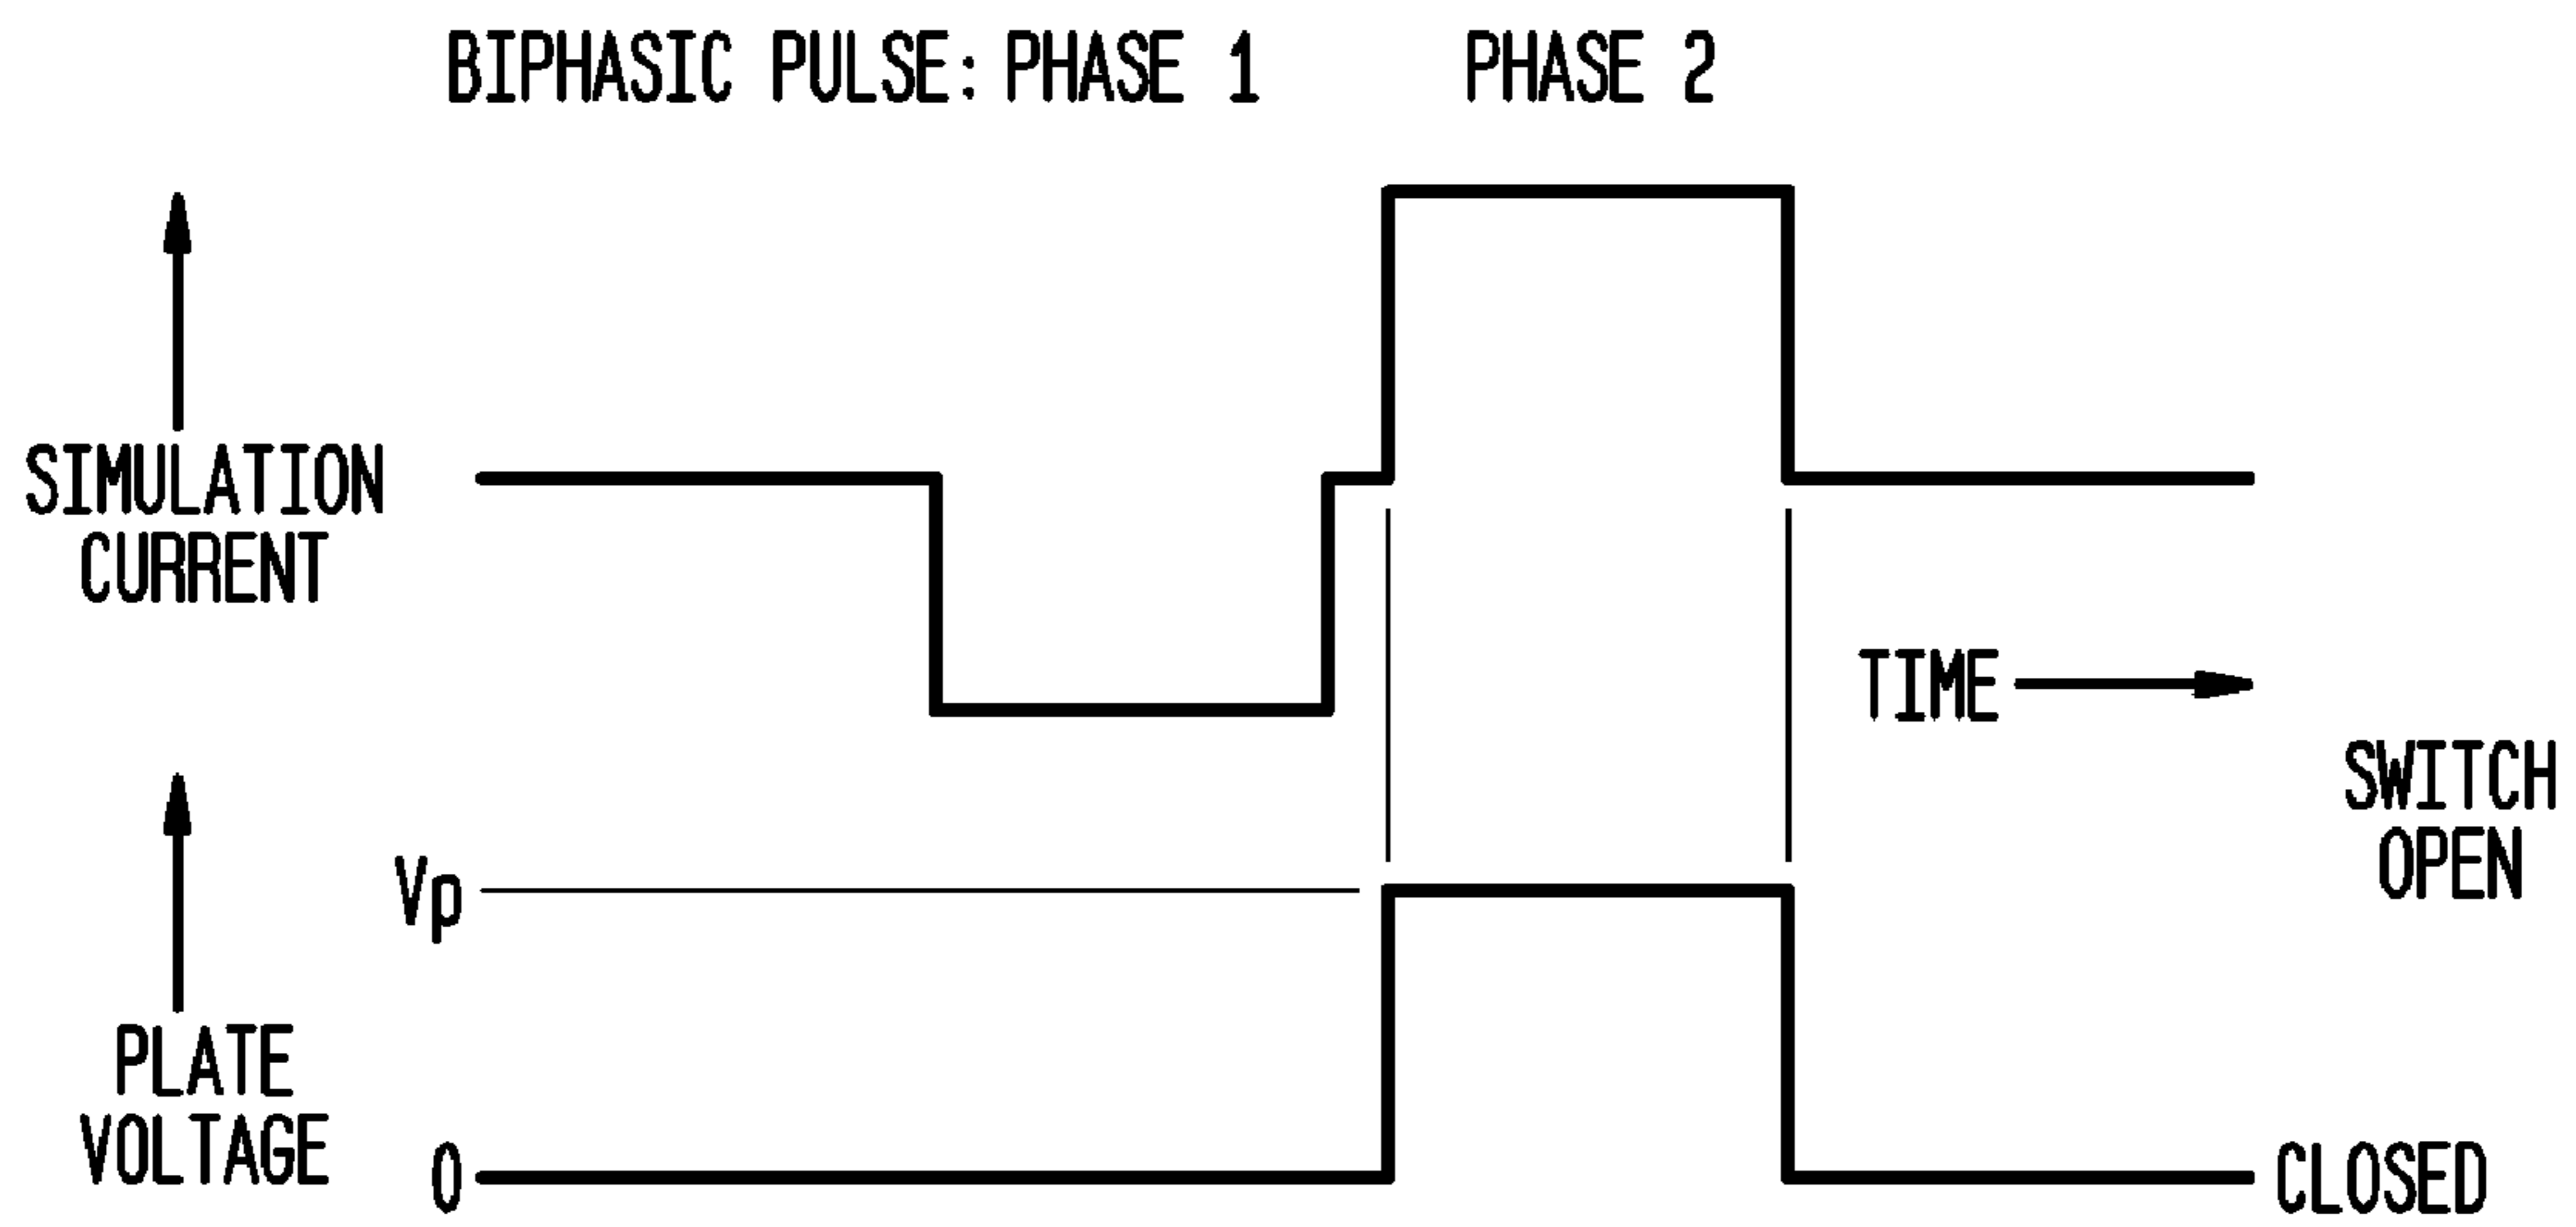 BIPHASIC PULSE: PHASE 1 PHASE 2
SIMULATION
CURRENT
TIME
SWITCH
OPEN
Vp
PLATE
VOLTAGE
0
CLOSED